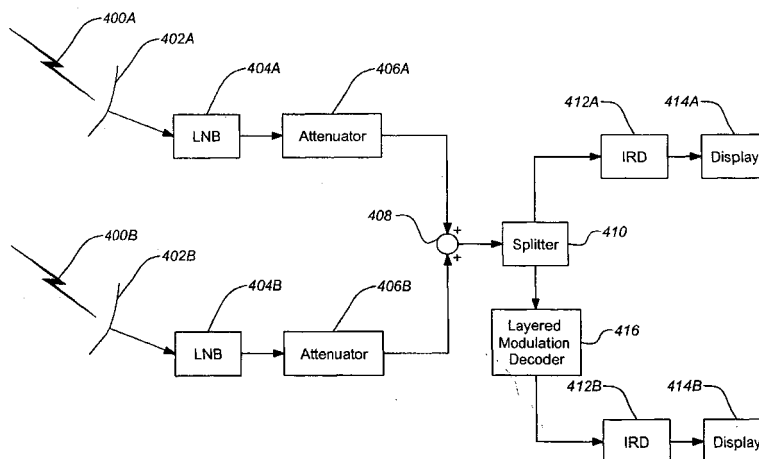 400A
402A
404A
406A
412A
414A
LNB
Attenuator
IRD
Display
408
+
+
Splitter
410
400B
402B
404B
406B
LNB
Attenuator
Layered
Modulation
Decoder
416
412B
414B
IRD
Display